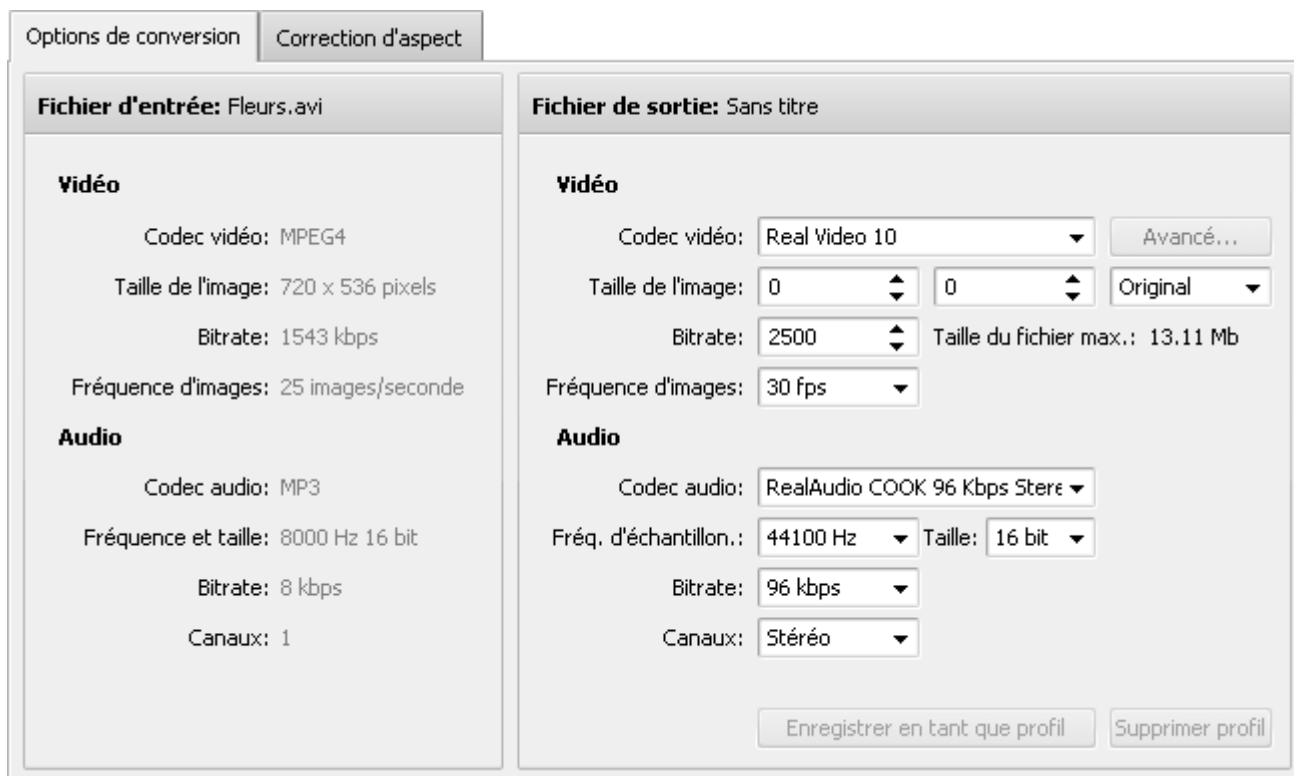 Options de conversion Correction d'aspect
Fichier d'entrée: Fleurs.avi
Vidéo
Codec vidéo: MPEG4
Taille de l'image: 720 x 536 pixels
Bitrate: 1543 kbps
Fréquence d'images: 25 images/seconde
Audio
Codec audio: MP3
Fréquence et taille: 8000 Hz 16 bit
Bitrate: 8 kbps
Canaux: 1
Fichier de sortie: Sans titre
Vidéo
Codec vidéo: Real Video 10 Avancé...
Taille de l'image: 0 0 Original
Bitrate: 2500 Taille du fichier max.: 13.11 Mb
Fréquence d'images: 30 fps
Audio
Codec audio: RealAudio COOK 96 Kbps Stere
Fréq. d'échantillon.: 44100 Hz Taille: 16 bit
Bitrate: 96 kbps
Canaux: Stéréo
Enregistrer en tant que profil Supprimer profil